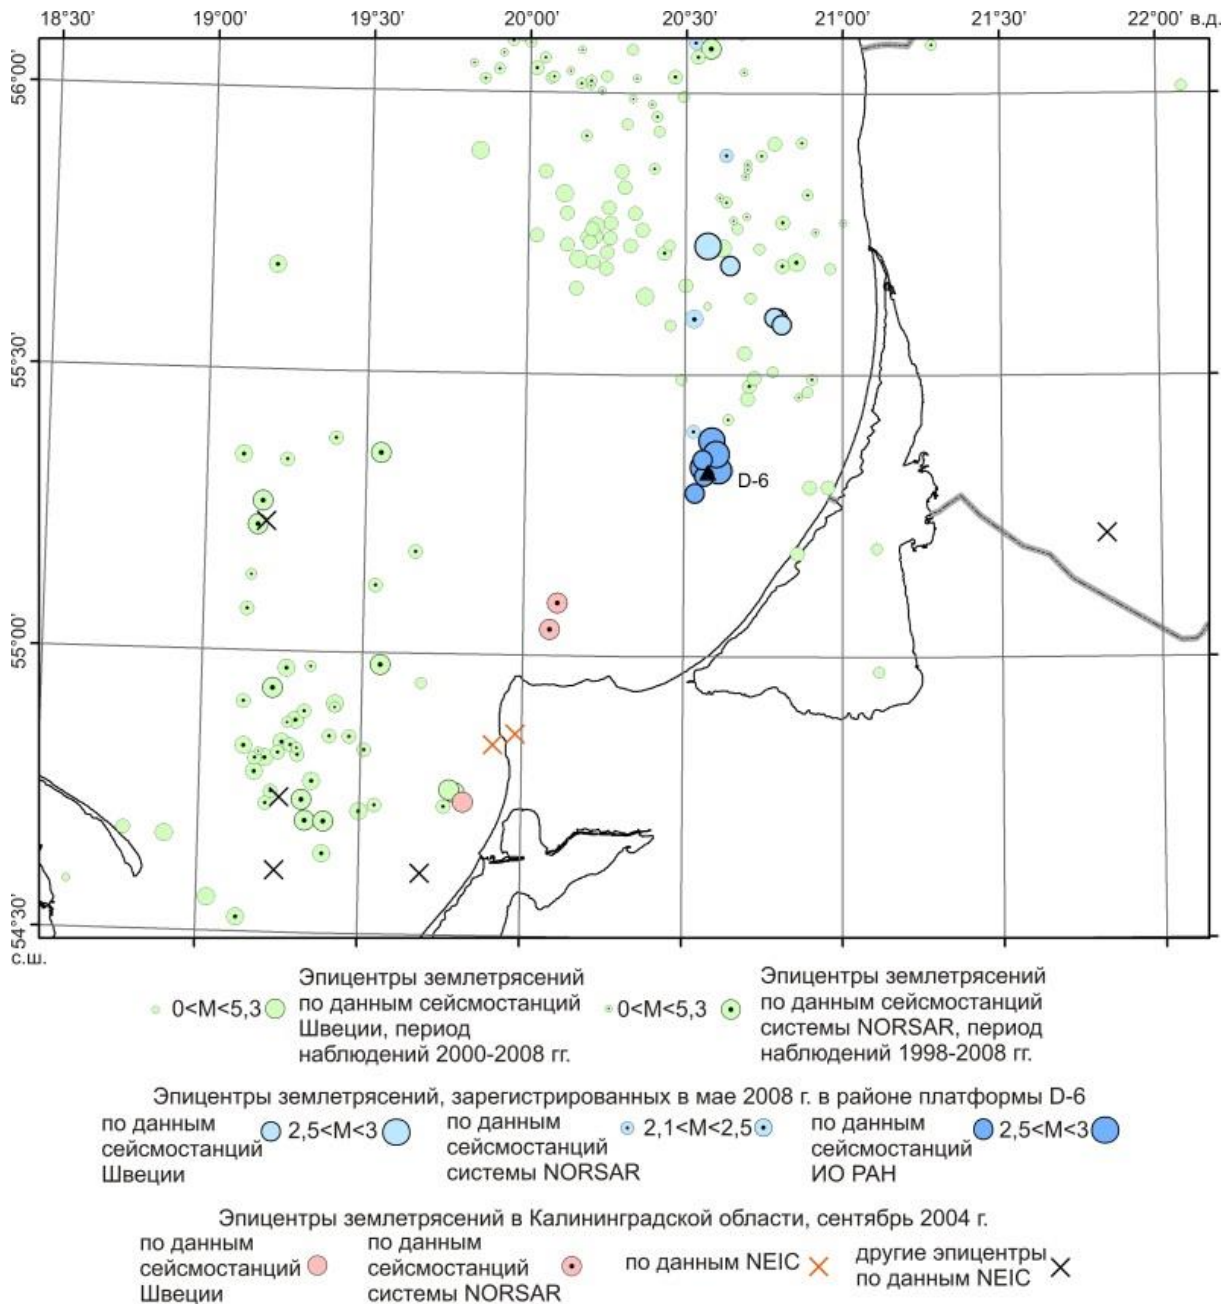 18°30' 19°00' 19°30' 20°00' 20°30' 21°00' 21°30' 22°00' в.д.
56°00'
55°30'
55°00'
54°30'
с.ш.
D-6
0<M<5,3
Эпицентры землетрясений
по данным сейсмостанций
Швеции, период
наблюдений 2000-2008 гг.
0<M<5,3
Эпицентры землетрясений
по данным сейсмостанций
системы NORSAR, период
наблюдений 1998-2008 гг.
Эпицентры землетрясений, зарегистрированных в мае 2008 г. в районе платформы D-6
по данным
сейсмостанций
Швеции
2,5<M<3
по данным
сейсмостанций
системы NORSAR
2,1<M<2,5
по данным
сейсмостанций
ИО РАН
2,5<M<3
Эпицентры землетрясений в Калининградской области, сентябрь 2004 г.
по данным
сейсмостанций
Швеции
по данным
сейсмостанций
системы NORSAR
по данным NEIC
другие эпицентры
по данным NEIC